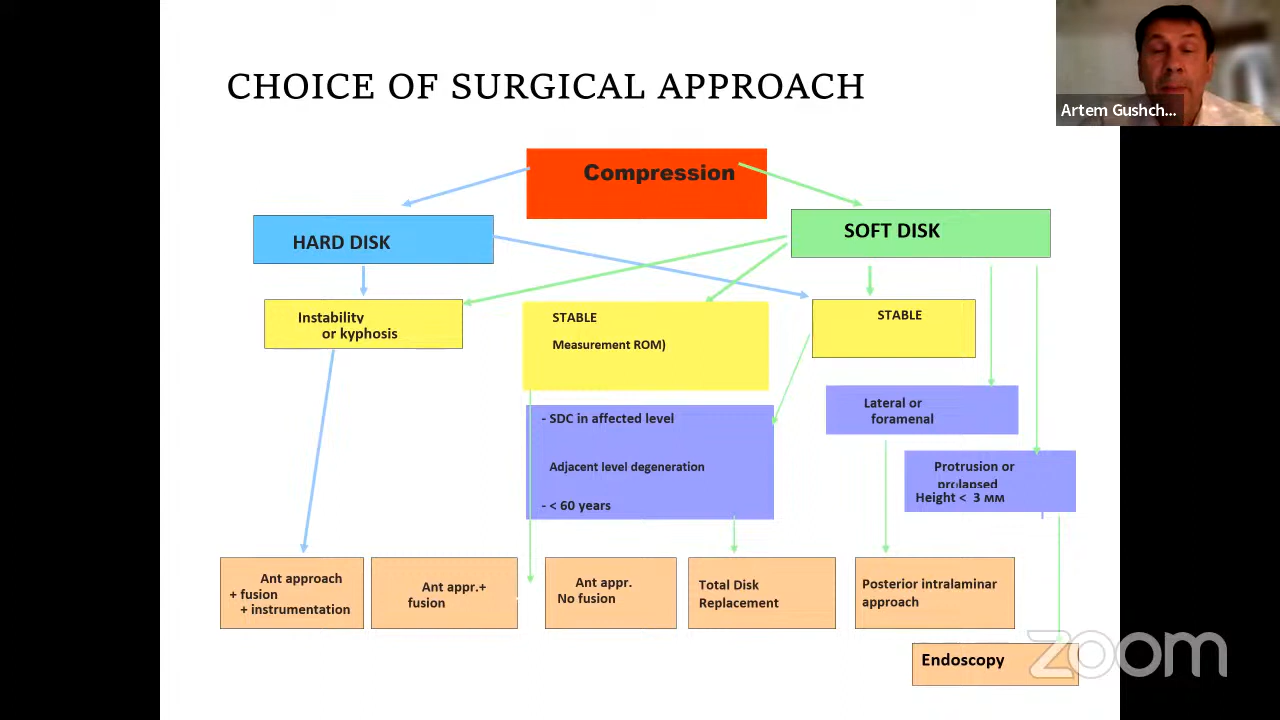 CHOICE OF SURGICAL APPROACH
Artem Gushch...
Compression
HARD DISK
SOFT DISK
Instability
or kyphosis
STABLE
Measurement ROM)
STABLE
- SDC in affected level
Adjacent level degeneration
- < 60 years
Lateral or
foramenal
Protrusion or
prolapsed
Height < 3 мм
Ant approach
+ fusion
+ instrumentation
Ant appr.+
fusion
Ant appr.
No fusion
Total Disk
Replacement
Posterior intralaminar
approach
Endoscopy
zoom